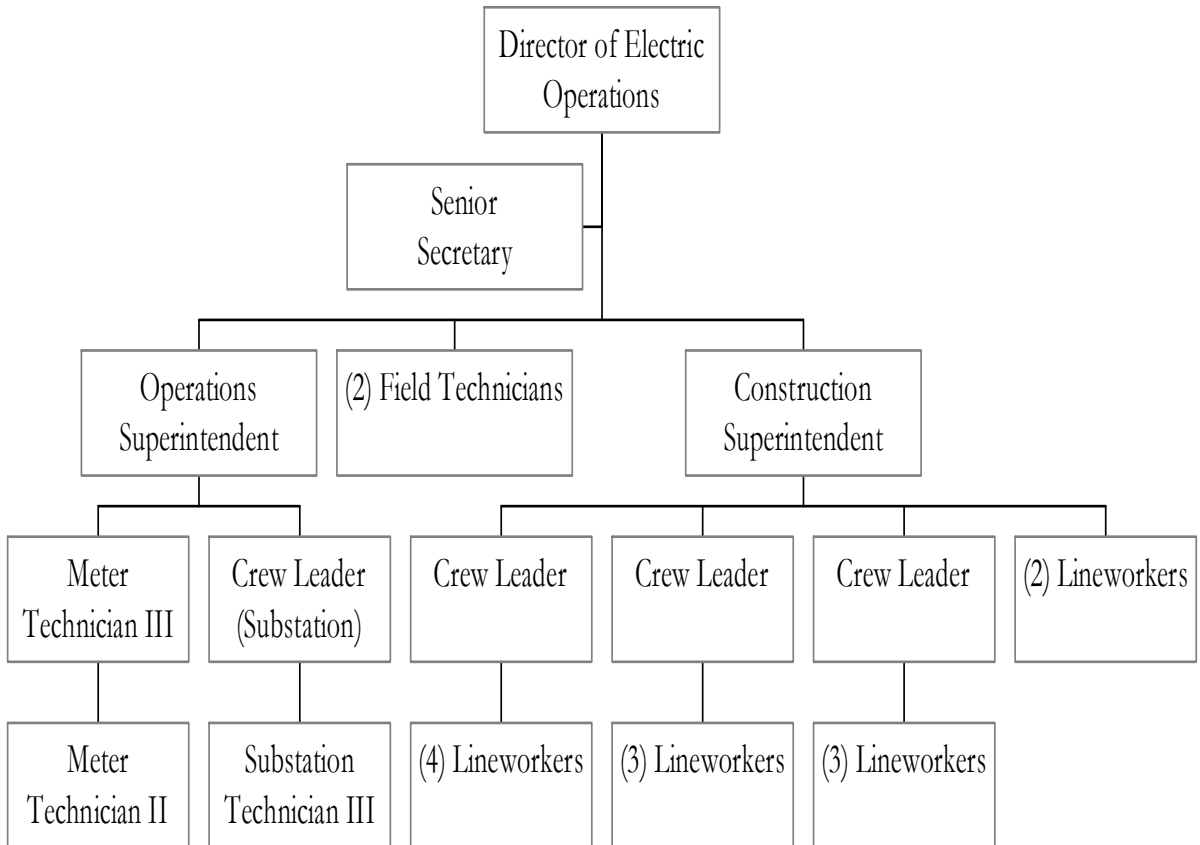 Director of Electric
Operations
Senior
Secretary
Operations
Superintendent
(2) Field Technicians
Construction
Superintendent
Meter
Technician III
Crew Leader
(Substation)
Crew Leader
Crew Leader
Crew Leader
(2) Lineworkers
Meter
Technician II
Substation
Technician III
(4) Lineworkers
(3) Lineworkers
(3) Lineworkers